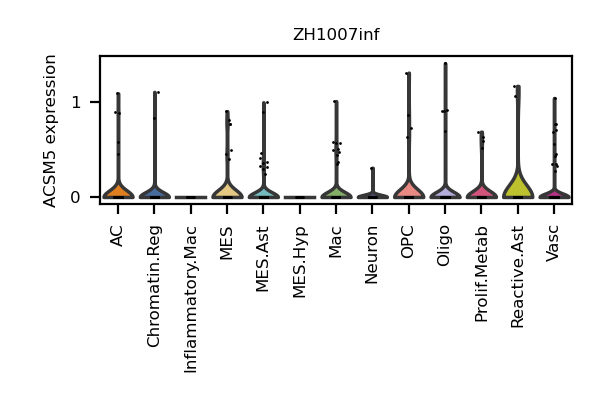 ZH1007inf
ACSM5 expression
1
0
AC
Chromatin.Reg
Inflammatory.Mac
MES
MES.Ast
MES.Hyp
Mac
Neuron
OPC
Oligo
Prolif.Metab
Reactive.Ast
Vasc